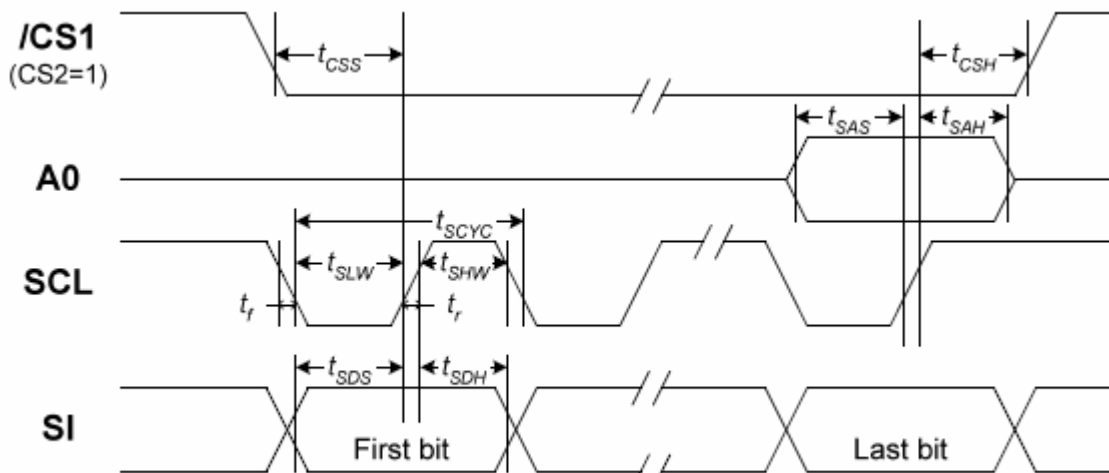 /CS1
(CS2=1)
tCSS
tCSH
tSAS
tSAH
A0
tSCYC
SCL
tSLW
tSHW
tf
tr
tSDS
tSDH
SI
First bit
Last bit